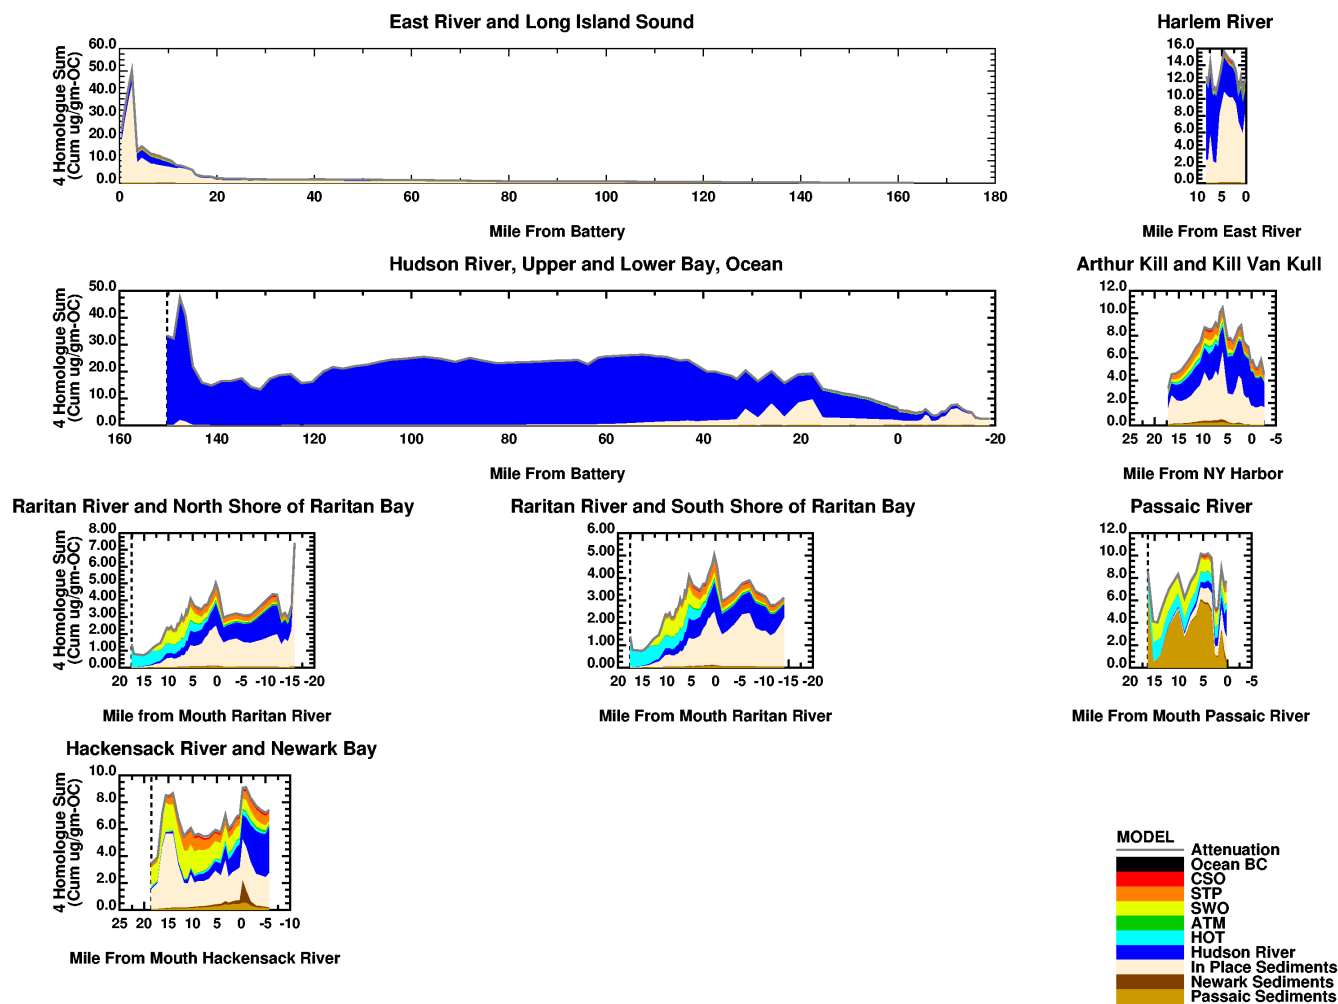 East River and Long Island Sound
4 Homologue Sum
(Cum ug/gm-OC)
60.0
50.0
40.0
30.0
20.0
10.0
0.0
0 20 40 60 80 100 120 140 160 180
Mile From Battery
Harlem River
16.0
14.0
12.0
10.0
8.0
6.0
4.0
2.0
0.0
10 5 0
Mile From East River
Hudson River, Upper and Lower Bay, Ocean
4 Homologue Sum
(Cum ug/gm-OC)
50.0
40.0
30.0
20.0
10.0
0.0
160 140 120 100 80 60 40 20 0 -20
Mile From Battery
Arthur Kill and Kill Van Kull
12.0
10.0
8.0
6.0
4.0
2.0
0.0
25 20 15 10 5 0 -5
Mile From NY Harbor
Raritan River and North Shore of Raritan Bay
4 Homologue Sum
(Cum ug/gm-OC)
8.00
7.00
6.00
5.00
4.00
3.00
2.00
1.00
0.00
20 15 10 5 0 -5 -10 -15 -20
Mile from Mouth Raritan River
Raritan River and South Shore of Raritan Bay
6.00
5.00
4.00
3.00
2.00
1.00
0.00
20 15 10 5 0 -5 -10 -15 -20
Mile From Mouth Raritan River
Passaic River
12.0
10.0
8.0
6.0
4.0
2.0
0.0
20 15 10 5 0 -5
Mile From Mouth Passaic River
Hackensack River and Newark Bay
4 Homologue Sum
(Cum ug/gm-OC)
10.0
8.0
6.0
4.0
2.0
0.0
25 20 15 10 5 0 -5 -10
Mile From Mouth Hackensack River
MODEL
Attenuation
Ocean BC
CSO
STP
SWO
ATM
HOT
Hudson River
In Place Sediments
Newark Sediments
Passaic Sediments